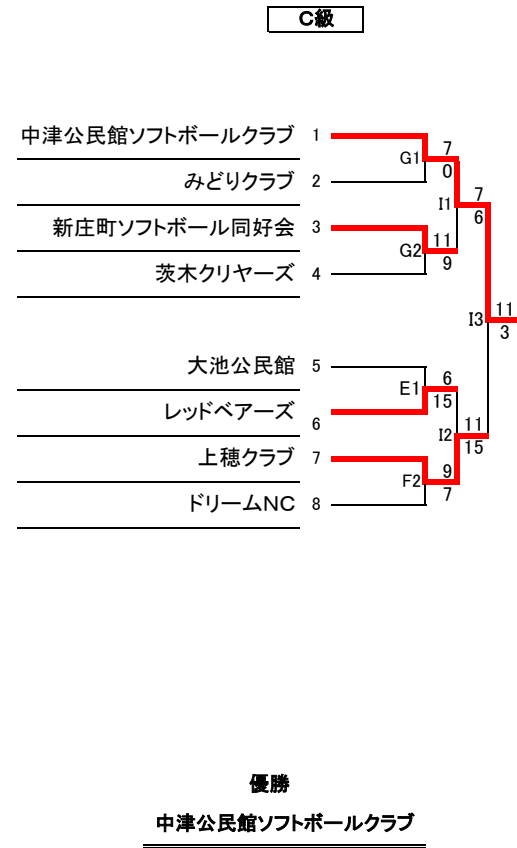 C級
中津公民館ソフトボールクラブ 1
G1 7
0
みどりクラブ 2
I1 7
6
新庄町ソフトボール同好会 3
G2 11
9
茨木クリヤーズ 4
I3 11
3
大池公民館 5
E1 6
15
レッドベアーズ 6
I2 11
15
上穂クラブ 7
F2 9
7
ドリームNC 8
優勝
中津公民館ソフトボールクラブ